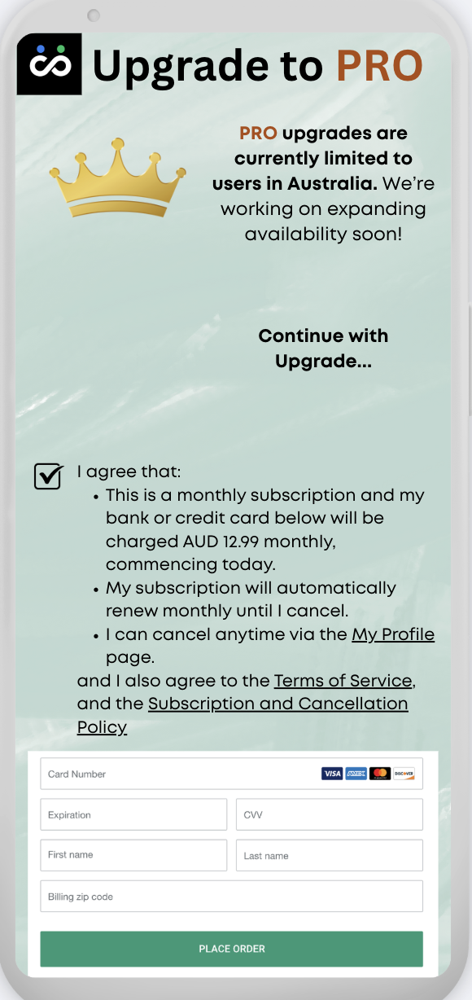 Upgrade to PRO
PRO upgrades are
currently limited to
users in Australia. We’re
working on expanding
availability soon!
Continue with
Upgrade...
I agree that:
• This is a monthly subscription and my
bank or credit card below will be
charged AUD 12.99 monthly,
commencing today.
• My subscription will automatically
renew monthly until I cancel.
• I can cancel anytime via the My Profile
page.
and I also agree to the Terms of Service,
and the Subscription and Cancellation
Policy
Card Number VISA AMEX DISCOVER
Expiration CVV
First name Last name
Billing zip code
PLACE ORDER